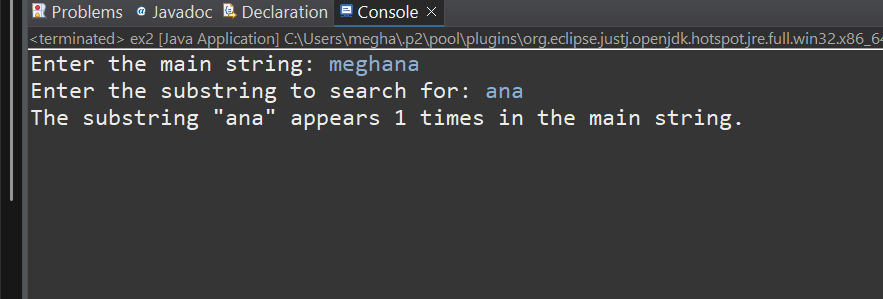 Problems Javadoc Declaration Console
<terminated> ex2 [Java Application] C:\Users\megha\.p2\pool\plugins\org.eclipse.justj.openjdk.hotspot.jre.full.win32.x86_64
Enter the main string: meghana
Enter the substring to search for: ana
The substring "ana" appears 1 times in the main string.